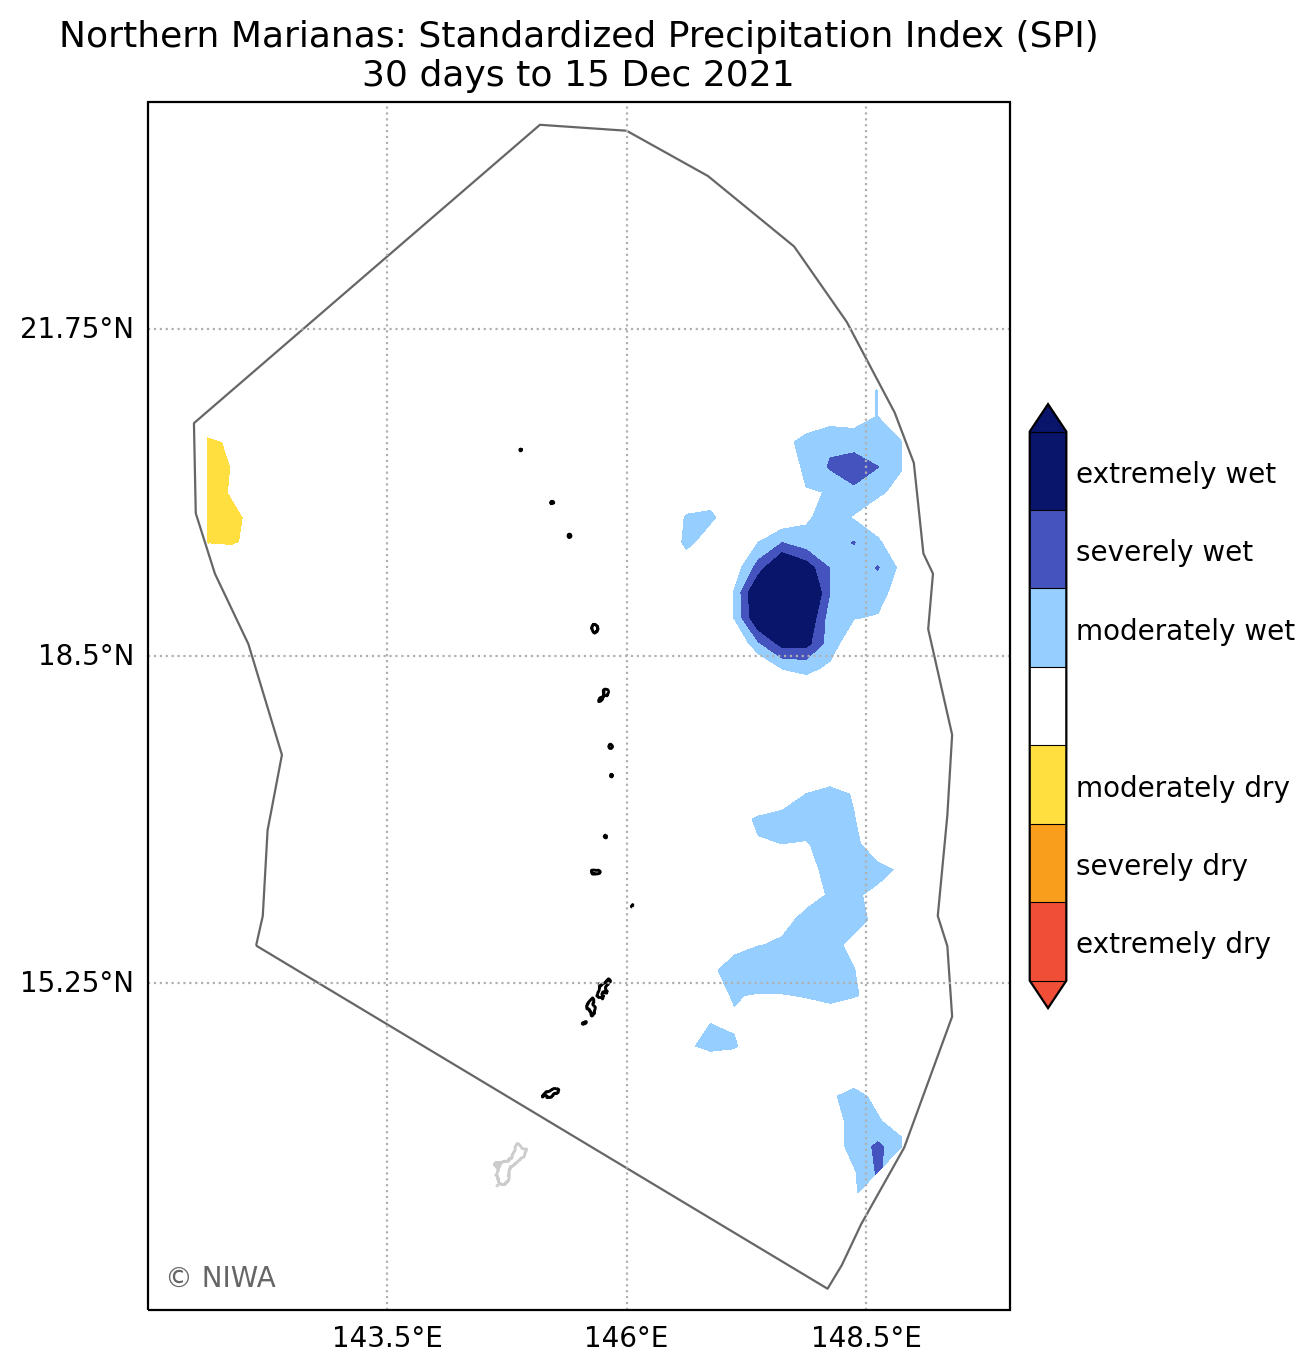 Northern Marianas: Standardized Precipitation Index (SPI)
30 days to 15 Dec 2021
21.75°N
18.5°N
15.25°N
143.5°E
146°E
148.5°E
extremely wet
severely wet
moderately wet
moderately dry
severely dry
extremely dry
© NIWA